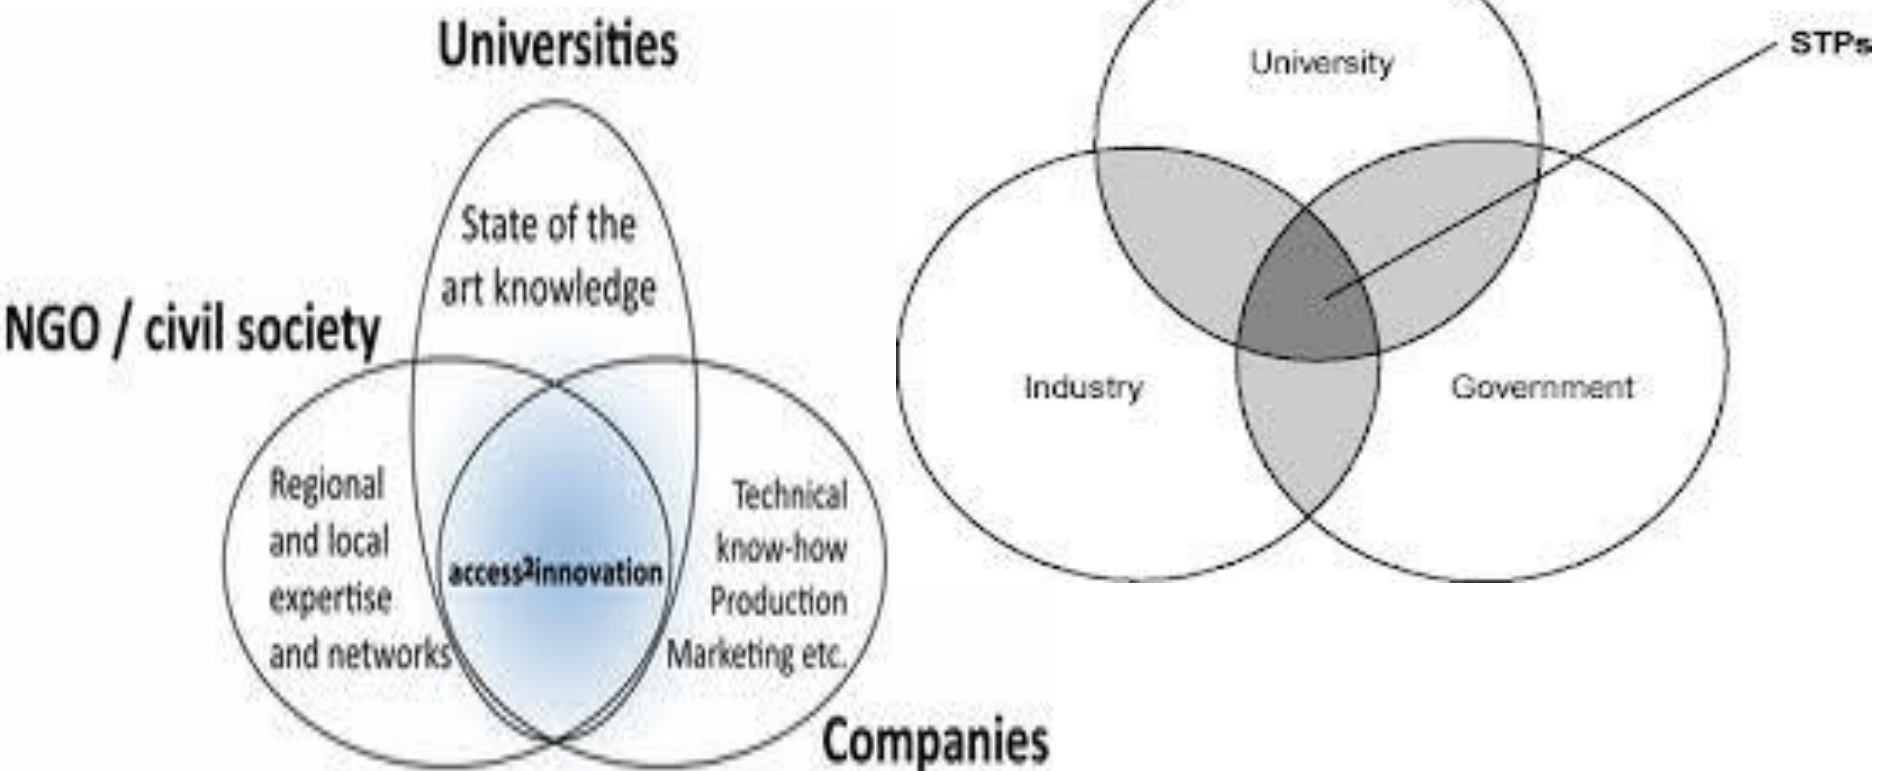 Universities
State of the
art knowledge
NGO / civil society
Regional
and local
expertise
and networks
access²innovation
Technical
know-how
Production
Marketing etc.
Companies
University
STPs
Industry
Government